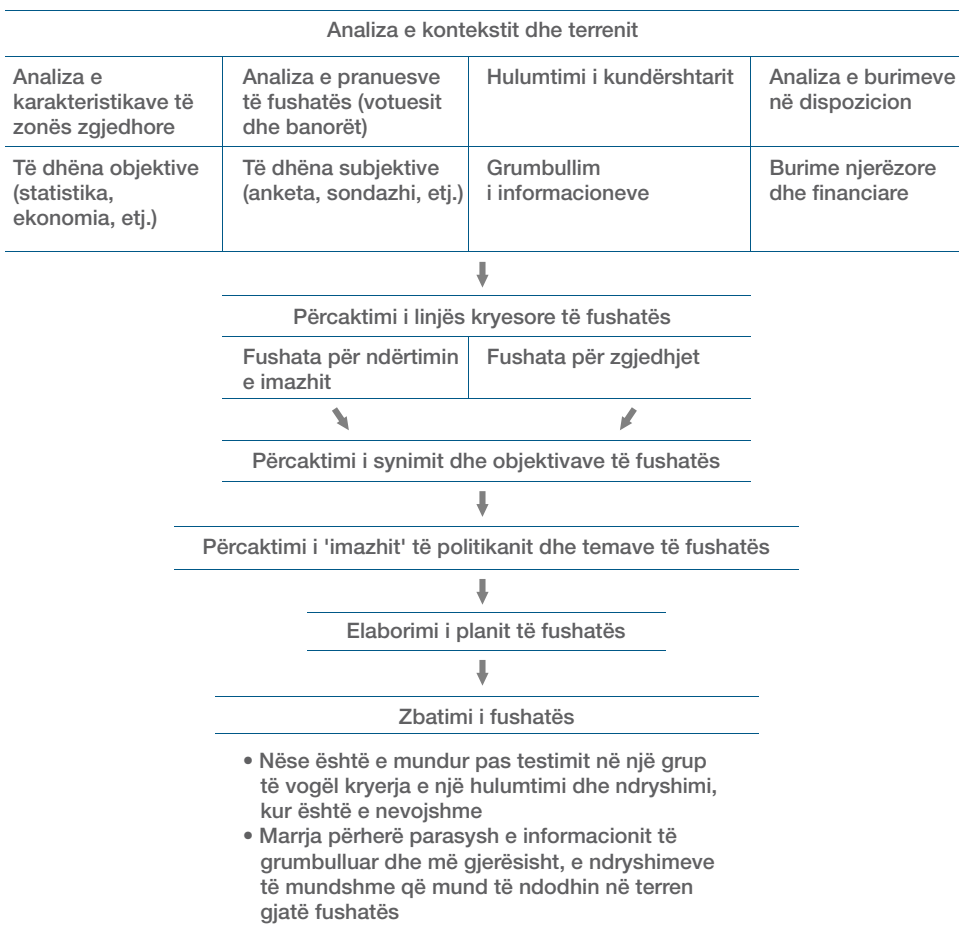 Analiza e kontekstit dhe terrenit
Analiza e
karakteristikave të
zonës zgjedhore
Analiza e pranuesve
të fushatës (votuesit
dhe banorët)
Hulumtimi i kundërshtarit
Analiza e burimeve
në dispozicion
Të dhëna objektive
(statistika,
ekonomia, etj.)
Të dhëna subjektive
(anketa, sondazhi, etj.)
Grumbullim
i informacioneve
Burime njerëzore
dhe financiare
Përcaktimi i linjës kryesore të fushatës
Fushata për ndërtimin
e imazhit
Fushata për zgjedhjet
Përcaktimi i synimit dhe objektivave të fushatës
Përcaktimi i 'imazhit' të politikanit dhe temave të fushatës
Elaborimi i planit të fushatës
Zbatimi i fushatës
• Nëse është e mundur pas testimit në një grup
të vogël kryerja e një hulumtimi dhe ndryshimi,
kur është e nevojshme
• Marrja përherë parasysh e informacionit të
grumbulluar dhe më gjerësisht, e ndryshimeve
të mundshme që mund të ndodhin në terren
gjatë fushatës